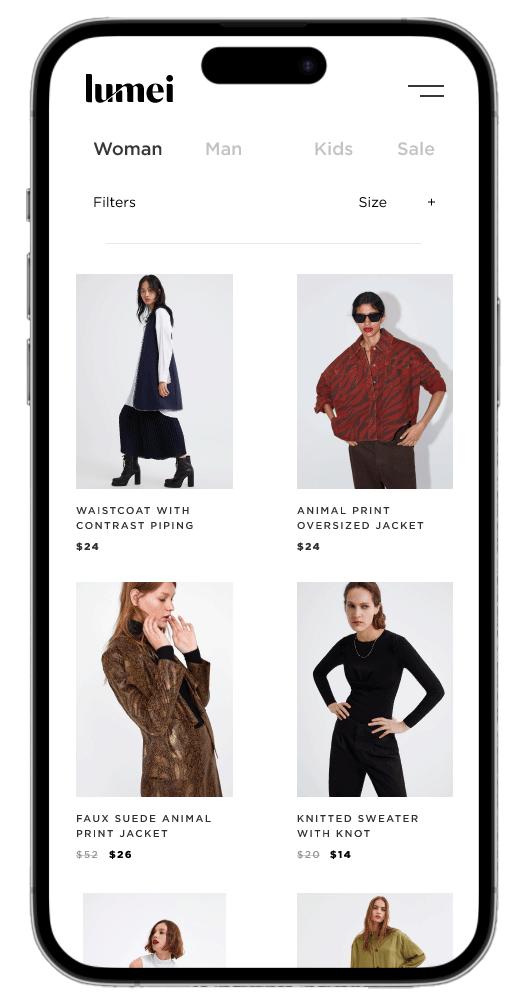 lumei
Woman Man Kids Sale
Filters Size +
WAISTCOAT WITH
CONTRAST PIPING
$24
ANIMAL PRINT
OVERSIZED JACKET
$24
FAUX SUEDE ANIMAL
PRINT JACKET
$52 $26
KNITTED SWEATER
WITH KNOT
$20 $14